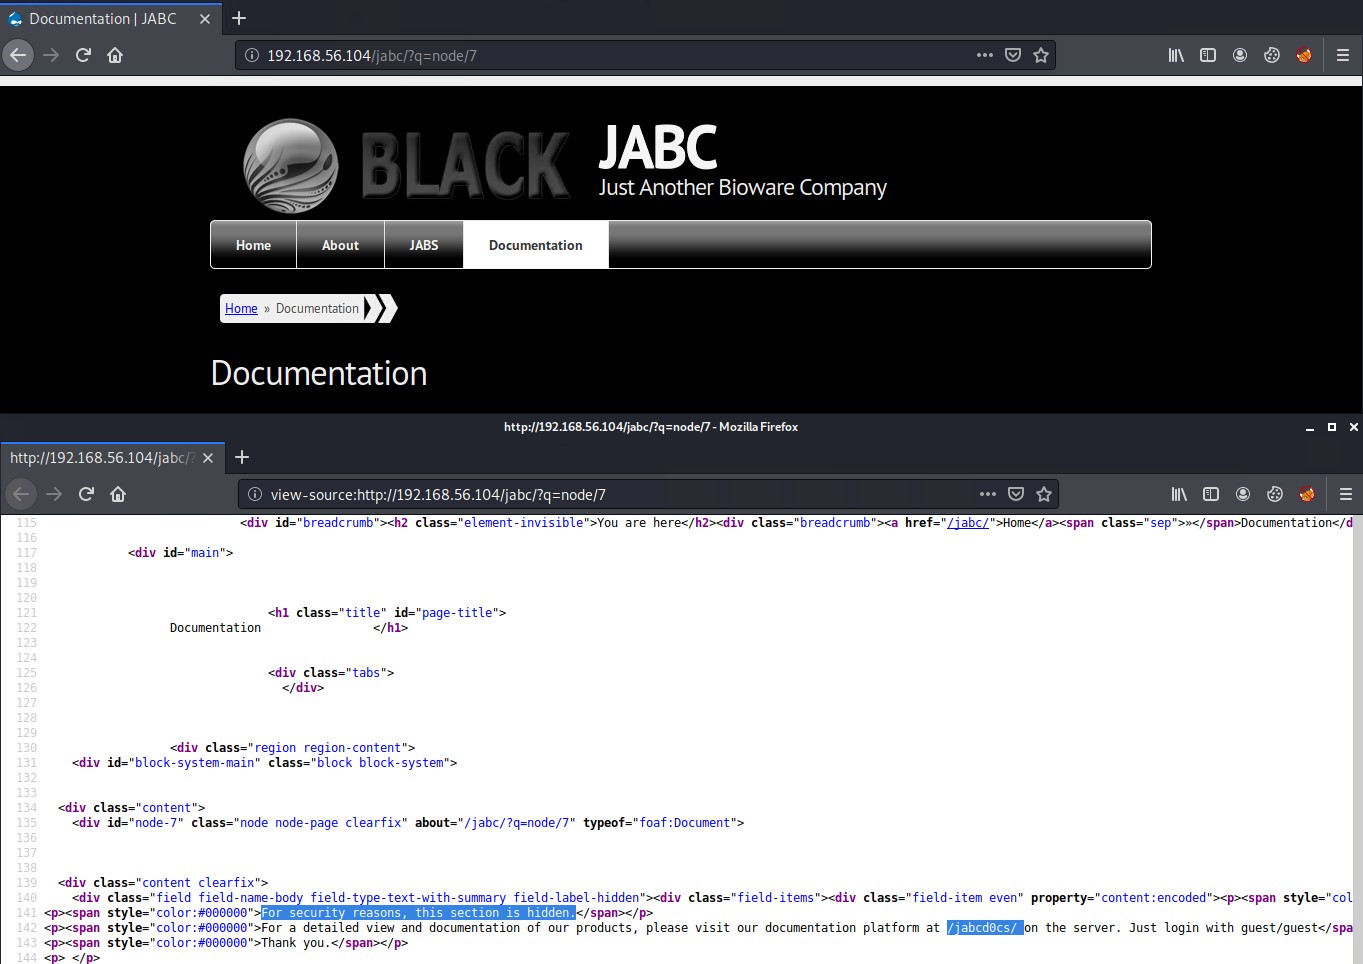 Documentation | JABC
192.168.56.104/jabc/?q=node/7
BLACK
JABC
Just Another Bioware Company
Home About JABS Documentation
Home » Documentation
Documentation
http://192.168.56.104/jabc/?q=node/7 - Mozilla Firefox
http://192.168.56.104/jabc/?
view-source:http://192.168.56.104/jabc/?q=node/7
115 <div id="breadcrumb"><h2 class="element-invisible">You are here</h2><div class="breadcrumb"><a href="/jabc/">Home</a><span class="sep">»</span>Documentation</d
116
117 <div id="main">
118
119
120
121 <h1 class="title" id="page-title">
122 Documentation </h1>
123
124
125 <div class="tabs">
126 </div>
127
128
129
130 <div class="region region-content">
131 <div id="block-system-main" class="block block-system">
132
133
134 <div class="content">
135 <div id="node-7" class="node node-page clearfix" about="/jabc/?q=node/7" typeof="foaf:Document">
136
137
138
139 <div class="content clearfix">
140 <div class="field field-name-body field-type-text-with-summary field-label-hidden"><div class="field-items"><div class="field-item even" property="content:encoded"><p><span style="col
141 <p><span style="color:#000000">For security reasons, this section is hidden.</span></p>
142 <p><span style="color:#000000">For a detailed view and documentation of our products, please visit our documentation platform at /jabcd0cs/ on the server. Just login with guest/guest</spa
143 <p><span style="color:#000000">Thank you.</span></p>
144 <p> </p>